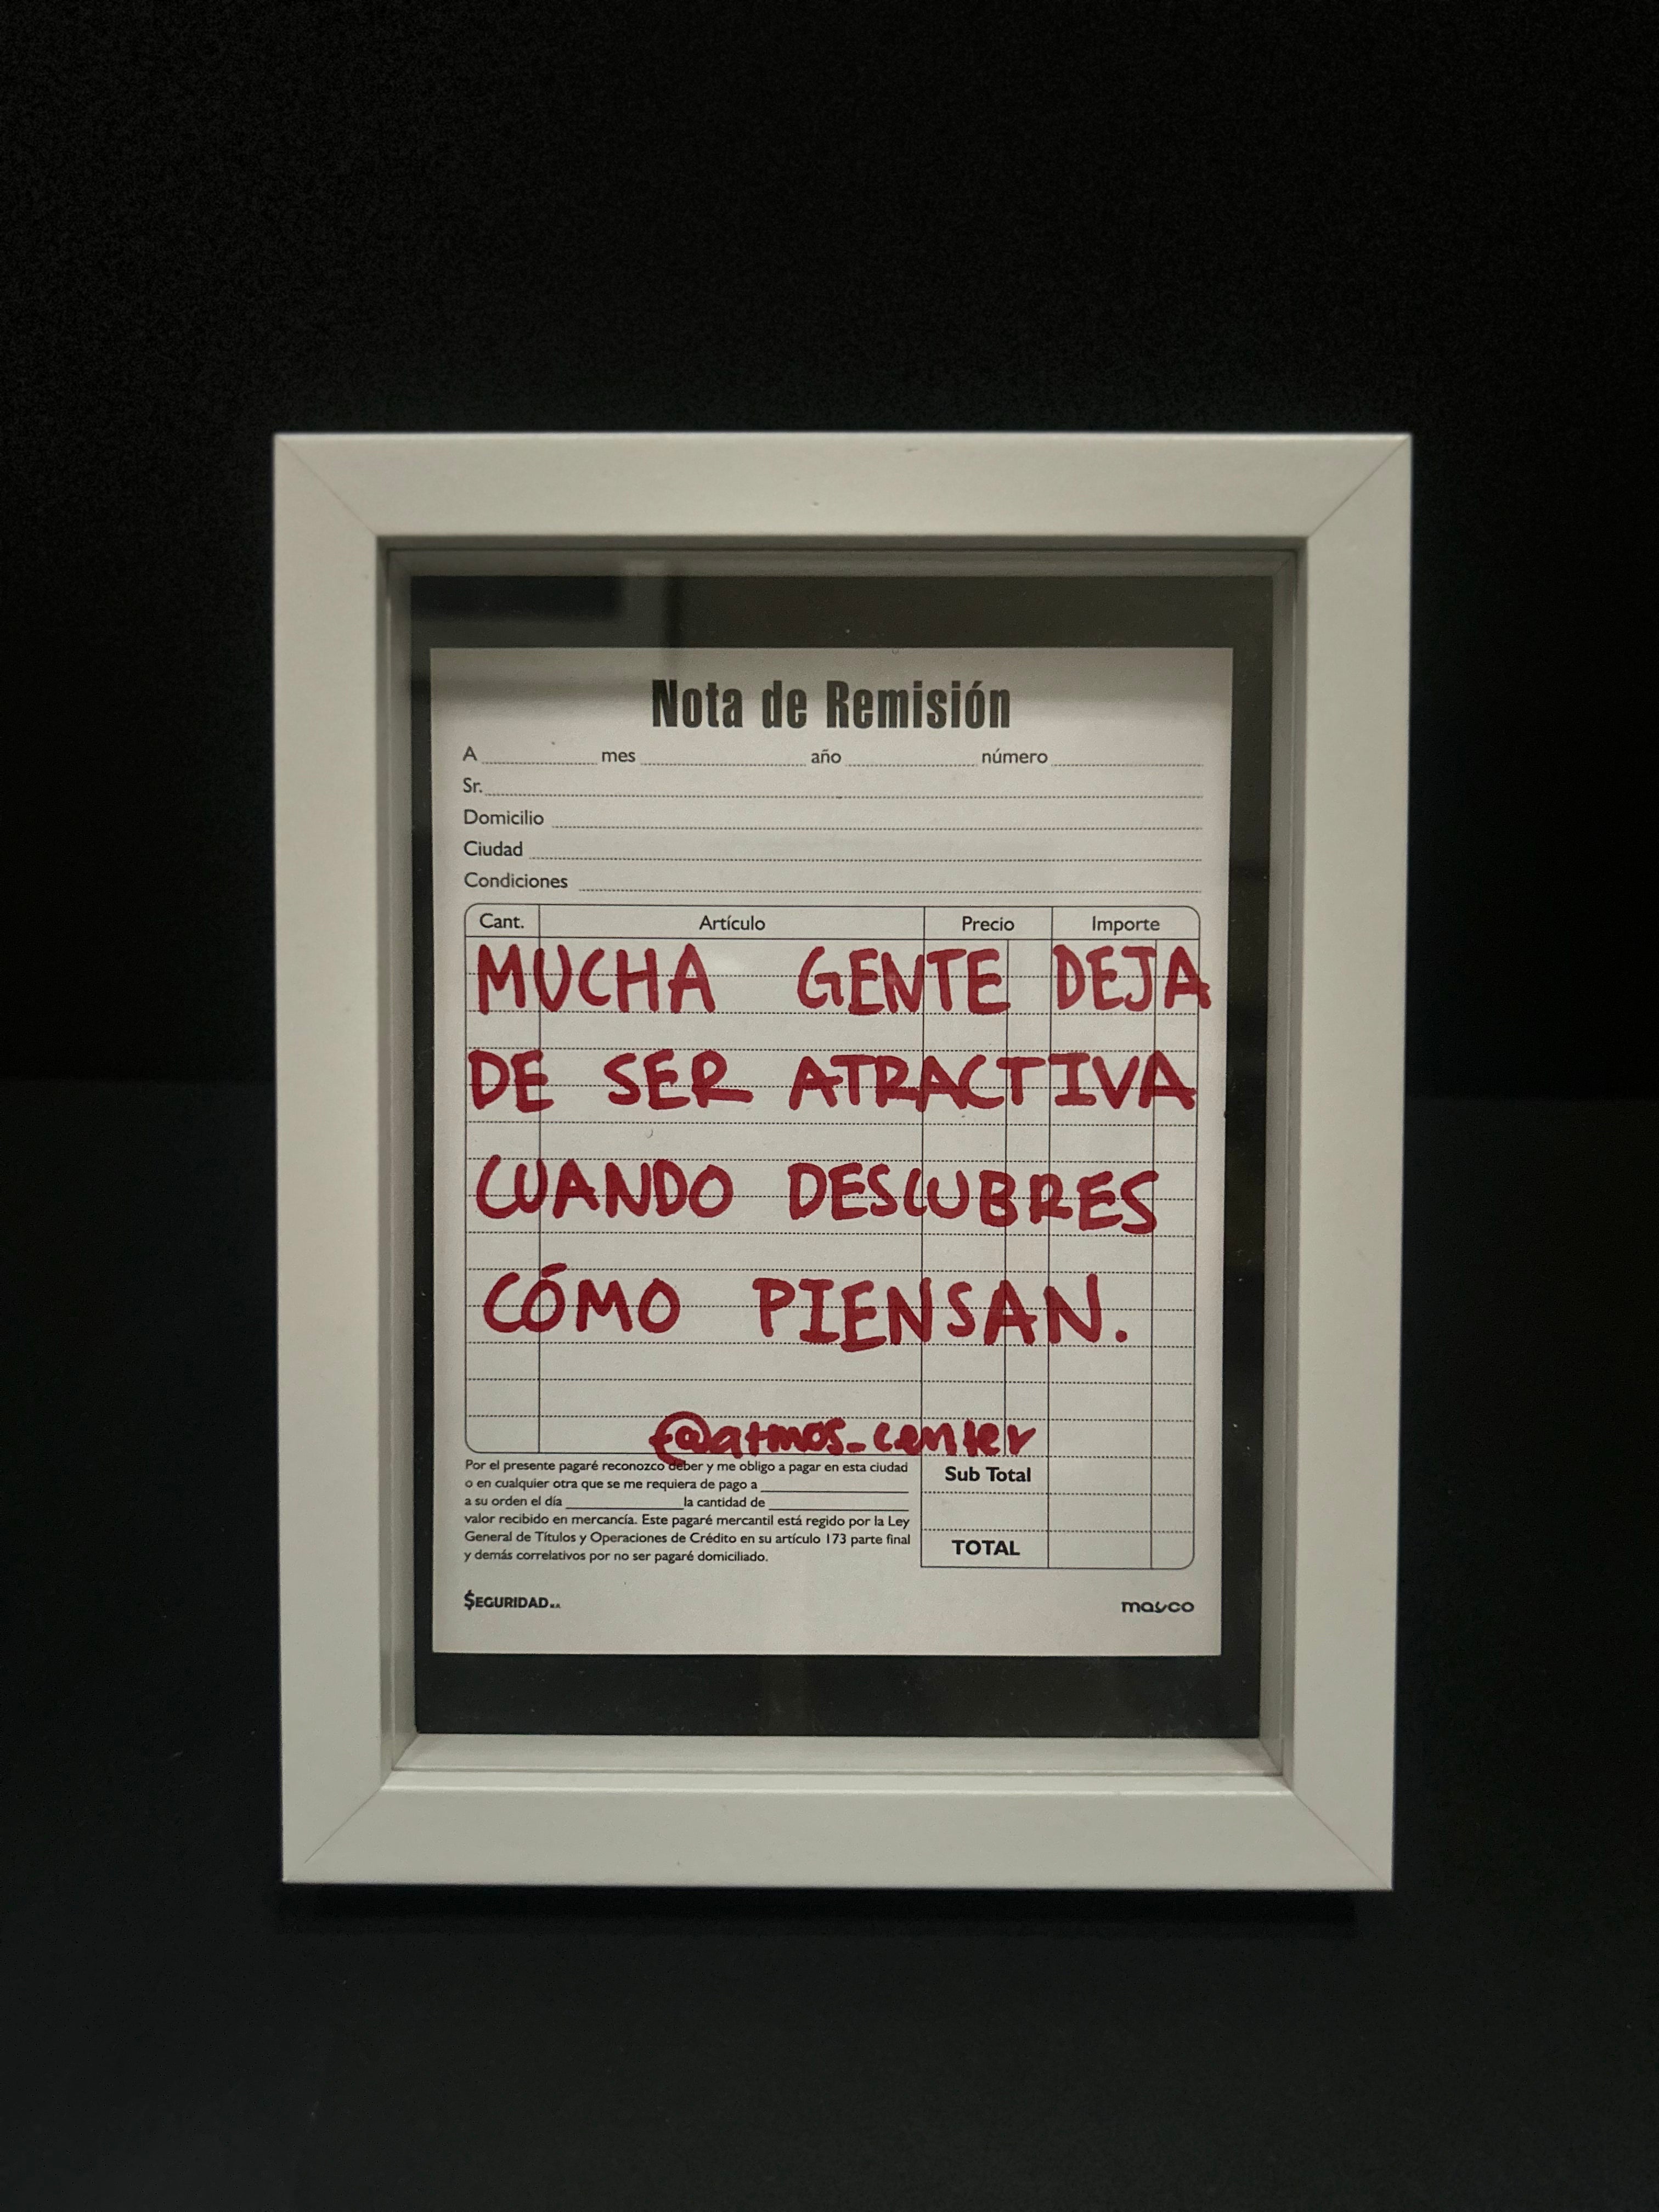 Nota de Remisión
A mes año número
Sr.
Domicilio
Ciudad
Condiciones
Cant. Artículo Precio Importe
MUCHA GENTE DEJA
DE SER ATRACTIVA
CUANDO DESCUBRES
CÓMO PIENSAN.
@atmos_center
Por el presente pagaré reconozco deber y me obligo a pagar en esta ciudad
o en cualquier otra que se me requiera de pago a
a su orden el día la cantidad de
valor recibido en mercancía. Este pagaré mercantil está regido por la Ley
General de Títulos y Operaciones de Crédito en su artículo 173 parte final
y demás correlativos por no ser pagaré domiciliado.
Sub Total
TOTAL
$EGURIDAD
mayco